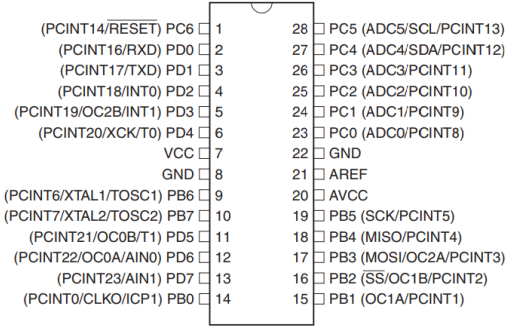 (PCINT14/RESET) PC6 1 28 PC5 (ADC5/SCL/PCINT13)
(PCINT16/RXD) PD0 2 27 PC4 (ADC4/SDA/PCINT12)
(PCINT17/TXD) PD1 3 26 PC3 (ADC3/PCINT11)
(PCINT18/INT0) PD2 4 25 PC2 (ADC2/PCINT10)
(PCINT19/OC2B/INT1) PD3 5 24 PC1 (ADC1/PCINT9)
(PCINT20/XCK/T0) PD4 6 23 PC0 (ADC0/PCINT8)
VCC 7 22 GND
GND 8 21 AREF
(PCINT6/XTAL1/TOSC1) PB6 9 20 AVCC
(PCINT7/XTAL2/TOSC2) PB7 10 19 PB5 (SCK/PCINT5)
(PCINT21/OC0B/T1) PD5 11 18 PB4 (MISO/PCINT4)
(PCINT22/OC0A/AIN0) PD6 12 17 PB3 (MOSI/OC2A/PCINT3)
(PCINT23/AIN1) PD7 13 16 PB2 (SS/OC1B/PCINT2)
(PCINT0/CLKO/ICP1) PB0 14 15 PB1 (OC1A/PCINT1)